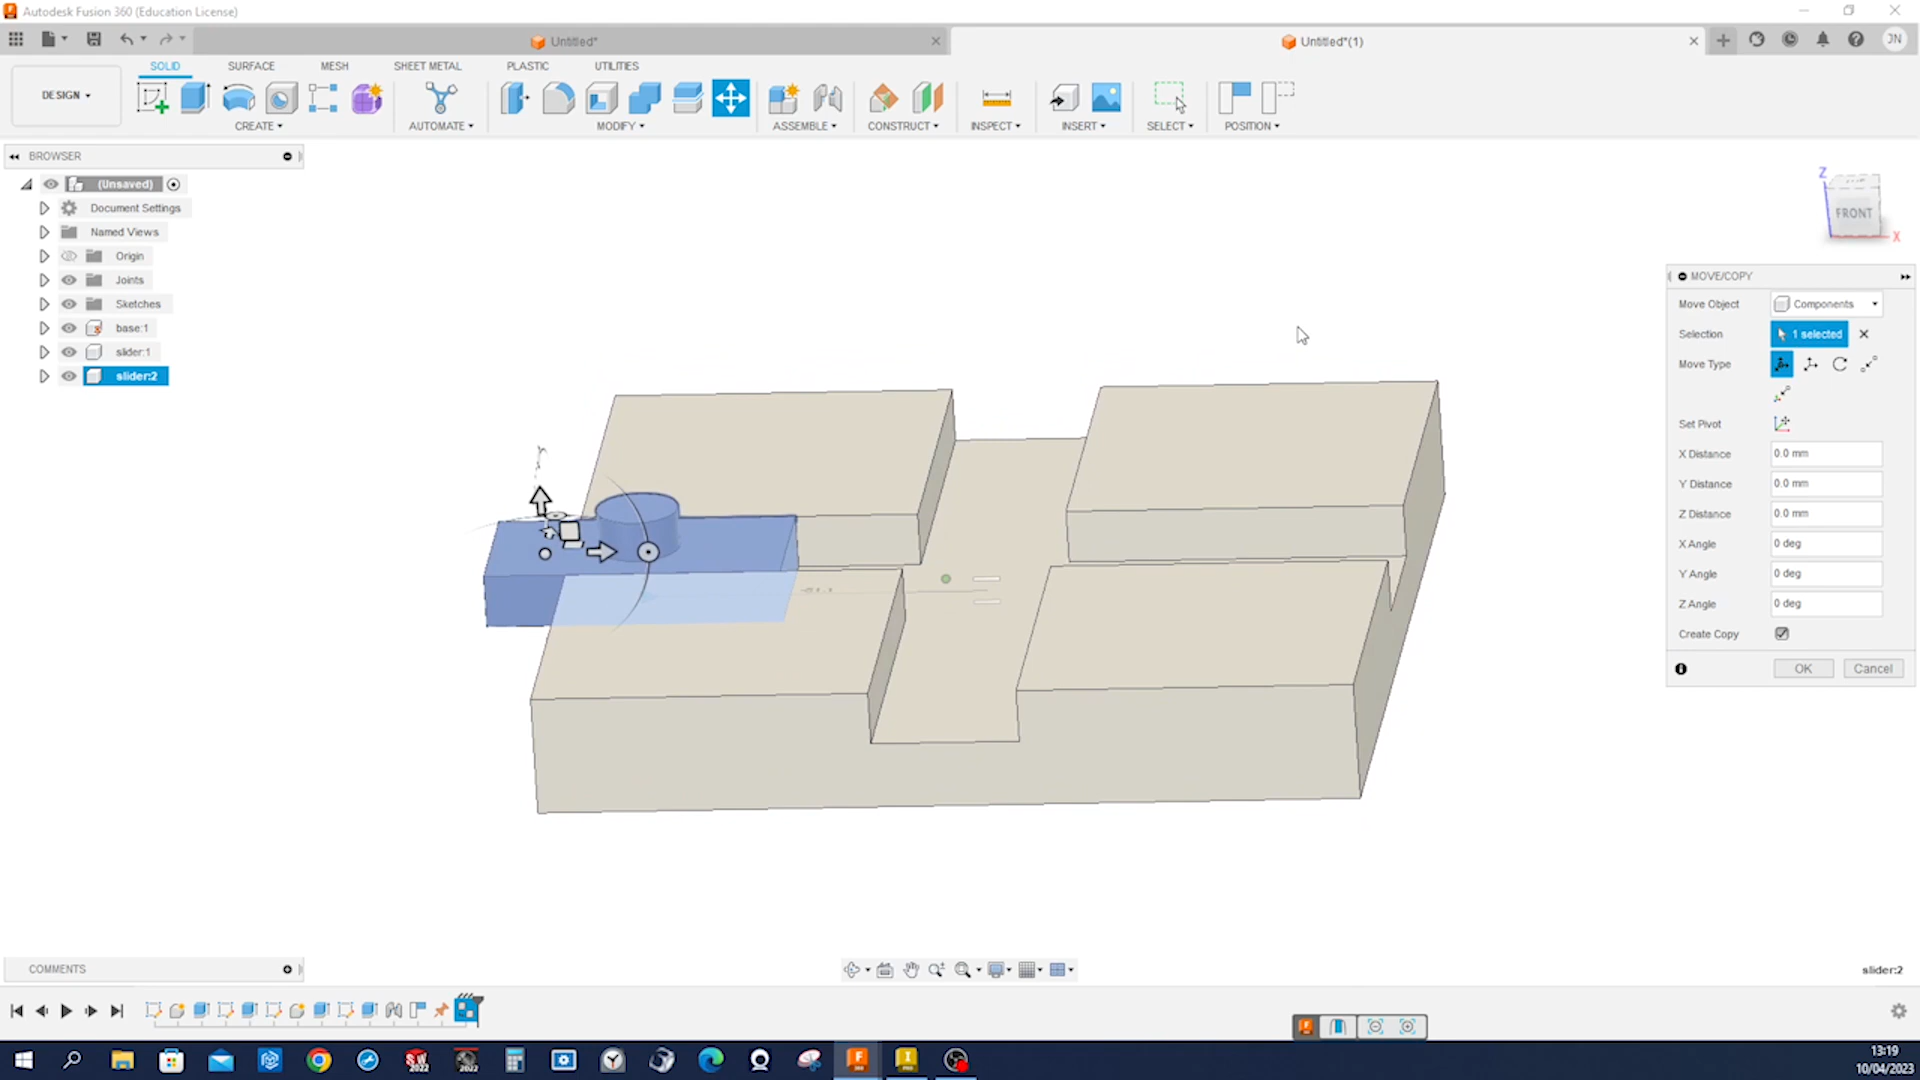 Autodesk Fusion 360 (Education License)
Untitled*
Untitled*(1)
JN
DESIGN
SOLID
SURFACE
MESH
SHEET METAL
PLASTIC
UTILITIES
CREATE
AUTOMATE
MODIFY
ASSEMBLE
CONSTRUCT
INSPECT
INSERT
SELECT
POSITION
BROWSER
(Unsaved)
Document Settings
Named Views
Origin
Joints
Sketches
base:1
slider:1
slider:2
Z
FRONT
X
MOVE/COPY
Move Object
Components
Selection
1 selected
Move Type
Set Pivot
X Distance
0.0 mm
Y Distance
0.0 mm
Z Distance
0.0 mm
X Angle
0 deg
Y Angle
0 deg
Z Angle
0 deg
Create Copy
OK
Cancel
COMMENTS
slider:2
13:19
10/04/2023